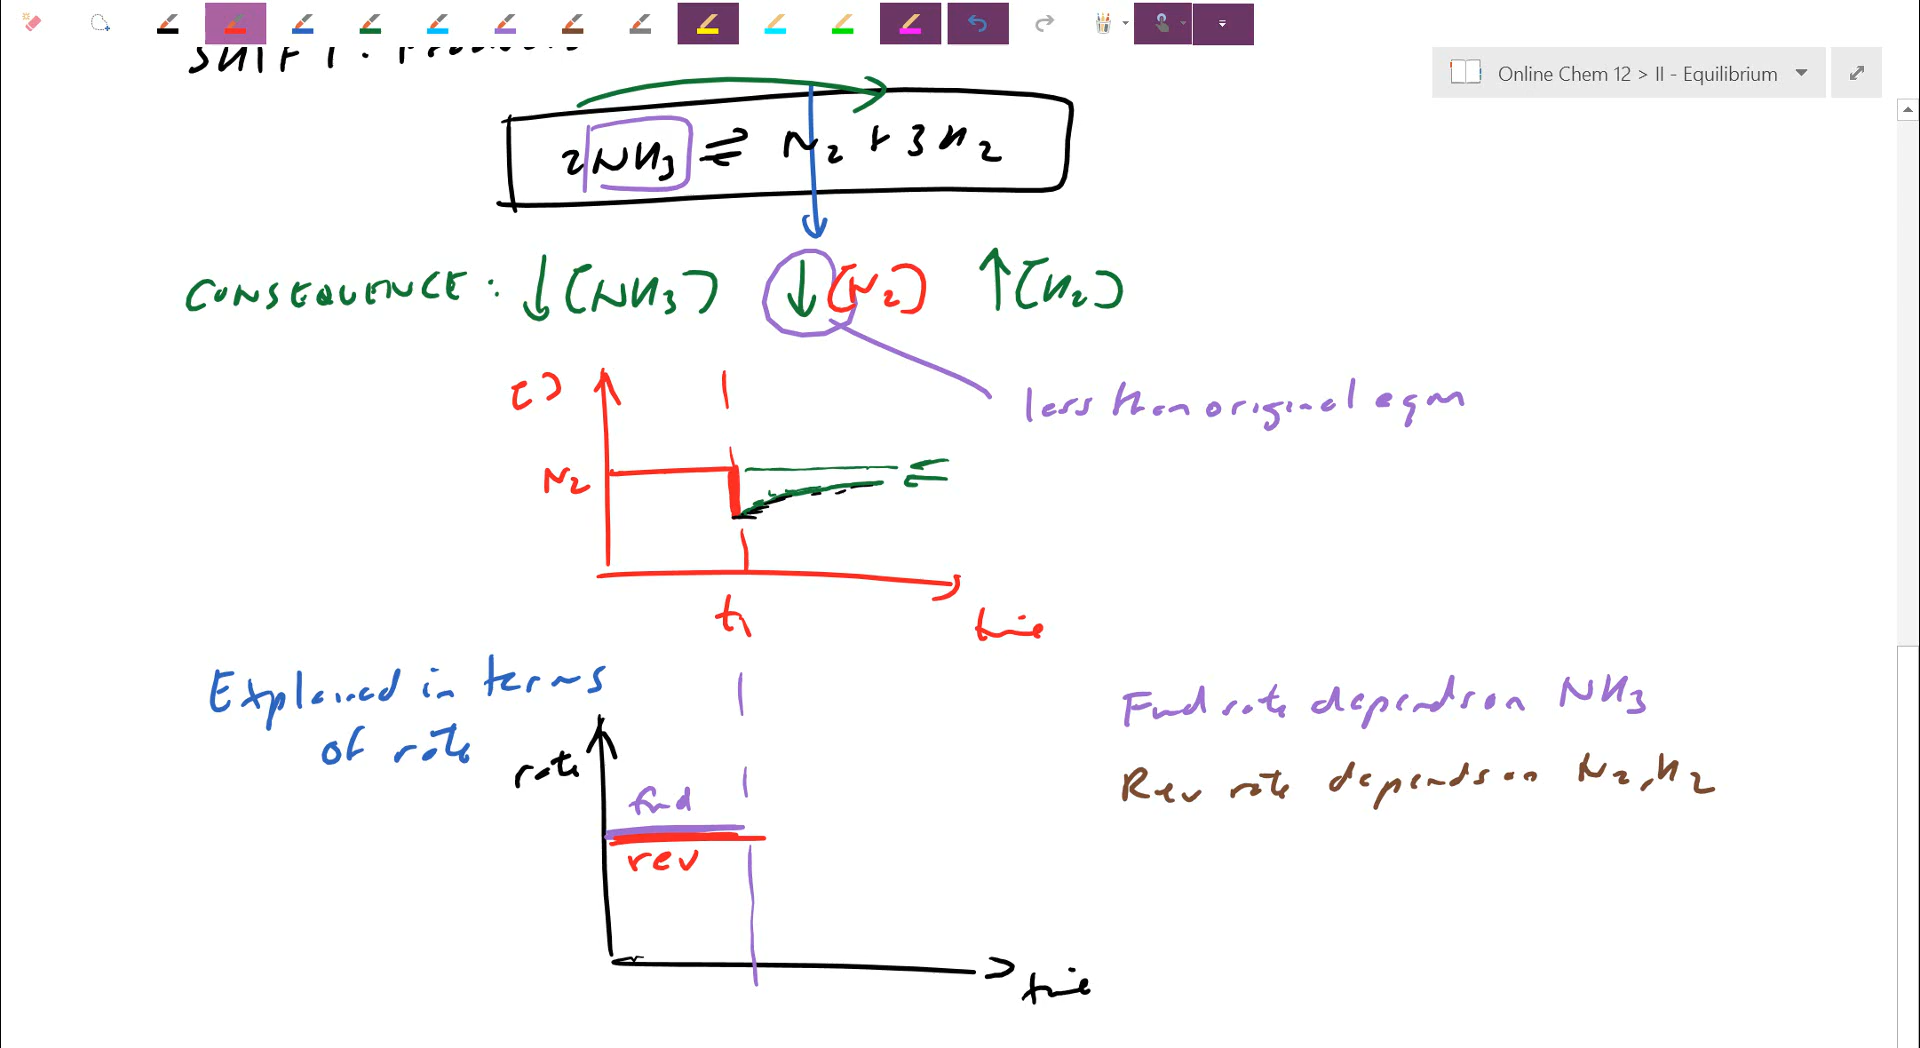 Online Chem 12 > II - Equilibrium
SHIFT: Products
2NH3 ⇌ N2 + 3H2
CONSEQUENCE: ↓[NH3] ↓[N2] ↑[H2]
less than original eqm
[ ]
N2
t1
time
Explained in terms
of rate
Fwd rate depends on NH3
Rev rate depends on N2, H2
rate
fwd
rev
time